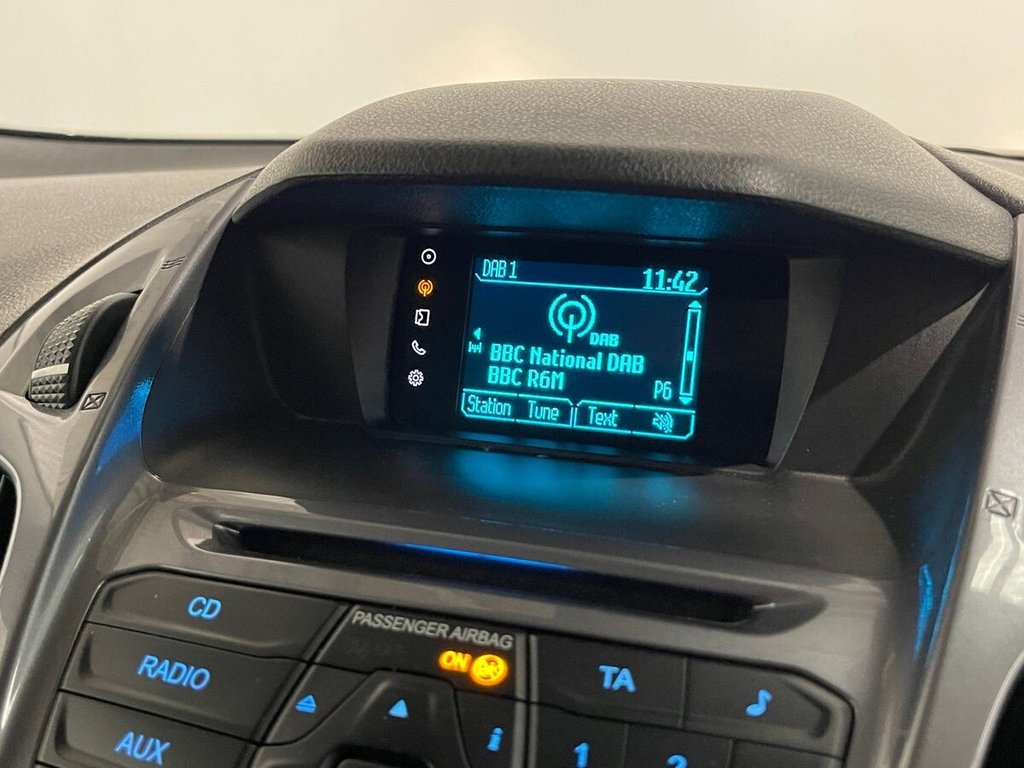 DAB 1 11:42
DAB
BBC National DAB
BBC R6M P6
Station Tune Text
CD
PASSENGER AIRBAG
ON
RADIO
TA
AUX
i
1 2